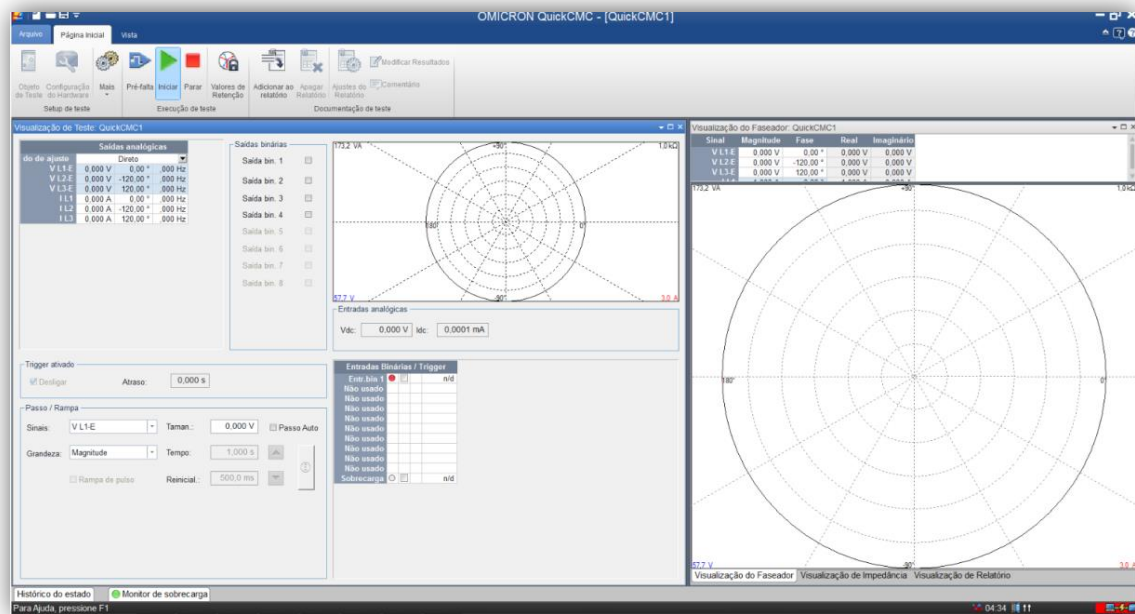 OMICRON QuickCMC - [QuickCMC1]
Arquivo Página Inicial Vista
Objeto de Teste
Configuração do Hardware
Mais
Pré-falta
Iniciar
Parar
Valores de Retenção
Adicionar ao relatório
Apagar Relatório
Ajustes do Relatório
Modificar Resultados
Comentário
Setup de teste Execução de teste Documentação de teste
Visualização de Teste: QuickCMC1
Saídas analógicas
do de ajuste Direto
V L1-E 0,000 V 0,00 ° ,000 Hz
V L2-E 0,000 V -120,00 ° ,000 Hz
V L3-E 0,000 V 120,00 ° ,000 Hz
I L1 0,000 A 0,00 ° ,000 Hz
I L2 0,000 A -120,00 ° ,000 Hz
I L3 0,000 A 120,00 ° ,000 Hz
Saídas binárias
Saída bin. 1
Saída bin. 2
Saída bin. 3
Saída bin. 4
Saída bin. 5
Saída bin. 6
Saída bin. 7
Saída bin. 8
173,2 VA +90° 1,0 kΩ
180° 0°
57,7 V -90° 3,0 A
Entradas analógicas
Vdc: 0,000 V Idc: 0,0001 mA
Trigger ativado
Desligar Atraso: 0,000 s
Passo / Rampa
Sinais: V L1-E Taman.: 0,000 V Passo Auto
Grandeza: Magnitude Tempo: 1,000 s
Rampa de pulso Reinicial.: 500,0 ms
Entradas Binárias / Trigger
Entr.bin 1 n/d
Não usado
Não usado
Não usado
Não usado
Não usado
Não usado
Não usado
Não usado
Não usado
Sobrecarga n/d
Visualização do Faseador: QuickCMC1
Sinal Magnitude Fase Real Imaginário
V L1-E 0,000 V 0,00 ° 0,000 V 0,000 V
V L2-E 0,000 V -120,00 ° 0,000 V 0,000 V
V L3-E 0,000 V 120,00 ° 0,000 V 0,000 V
173,2 VA +90° 1,0 kΩ
180° 0°
57,7 V -90° 3,0 A
Visualização do Faseador Visualização de Impedância Visualização de Relatório
Histórico do estado Monitor de sobrecarga
Para Ajuda, pressione F1 04:34